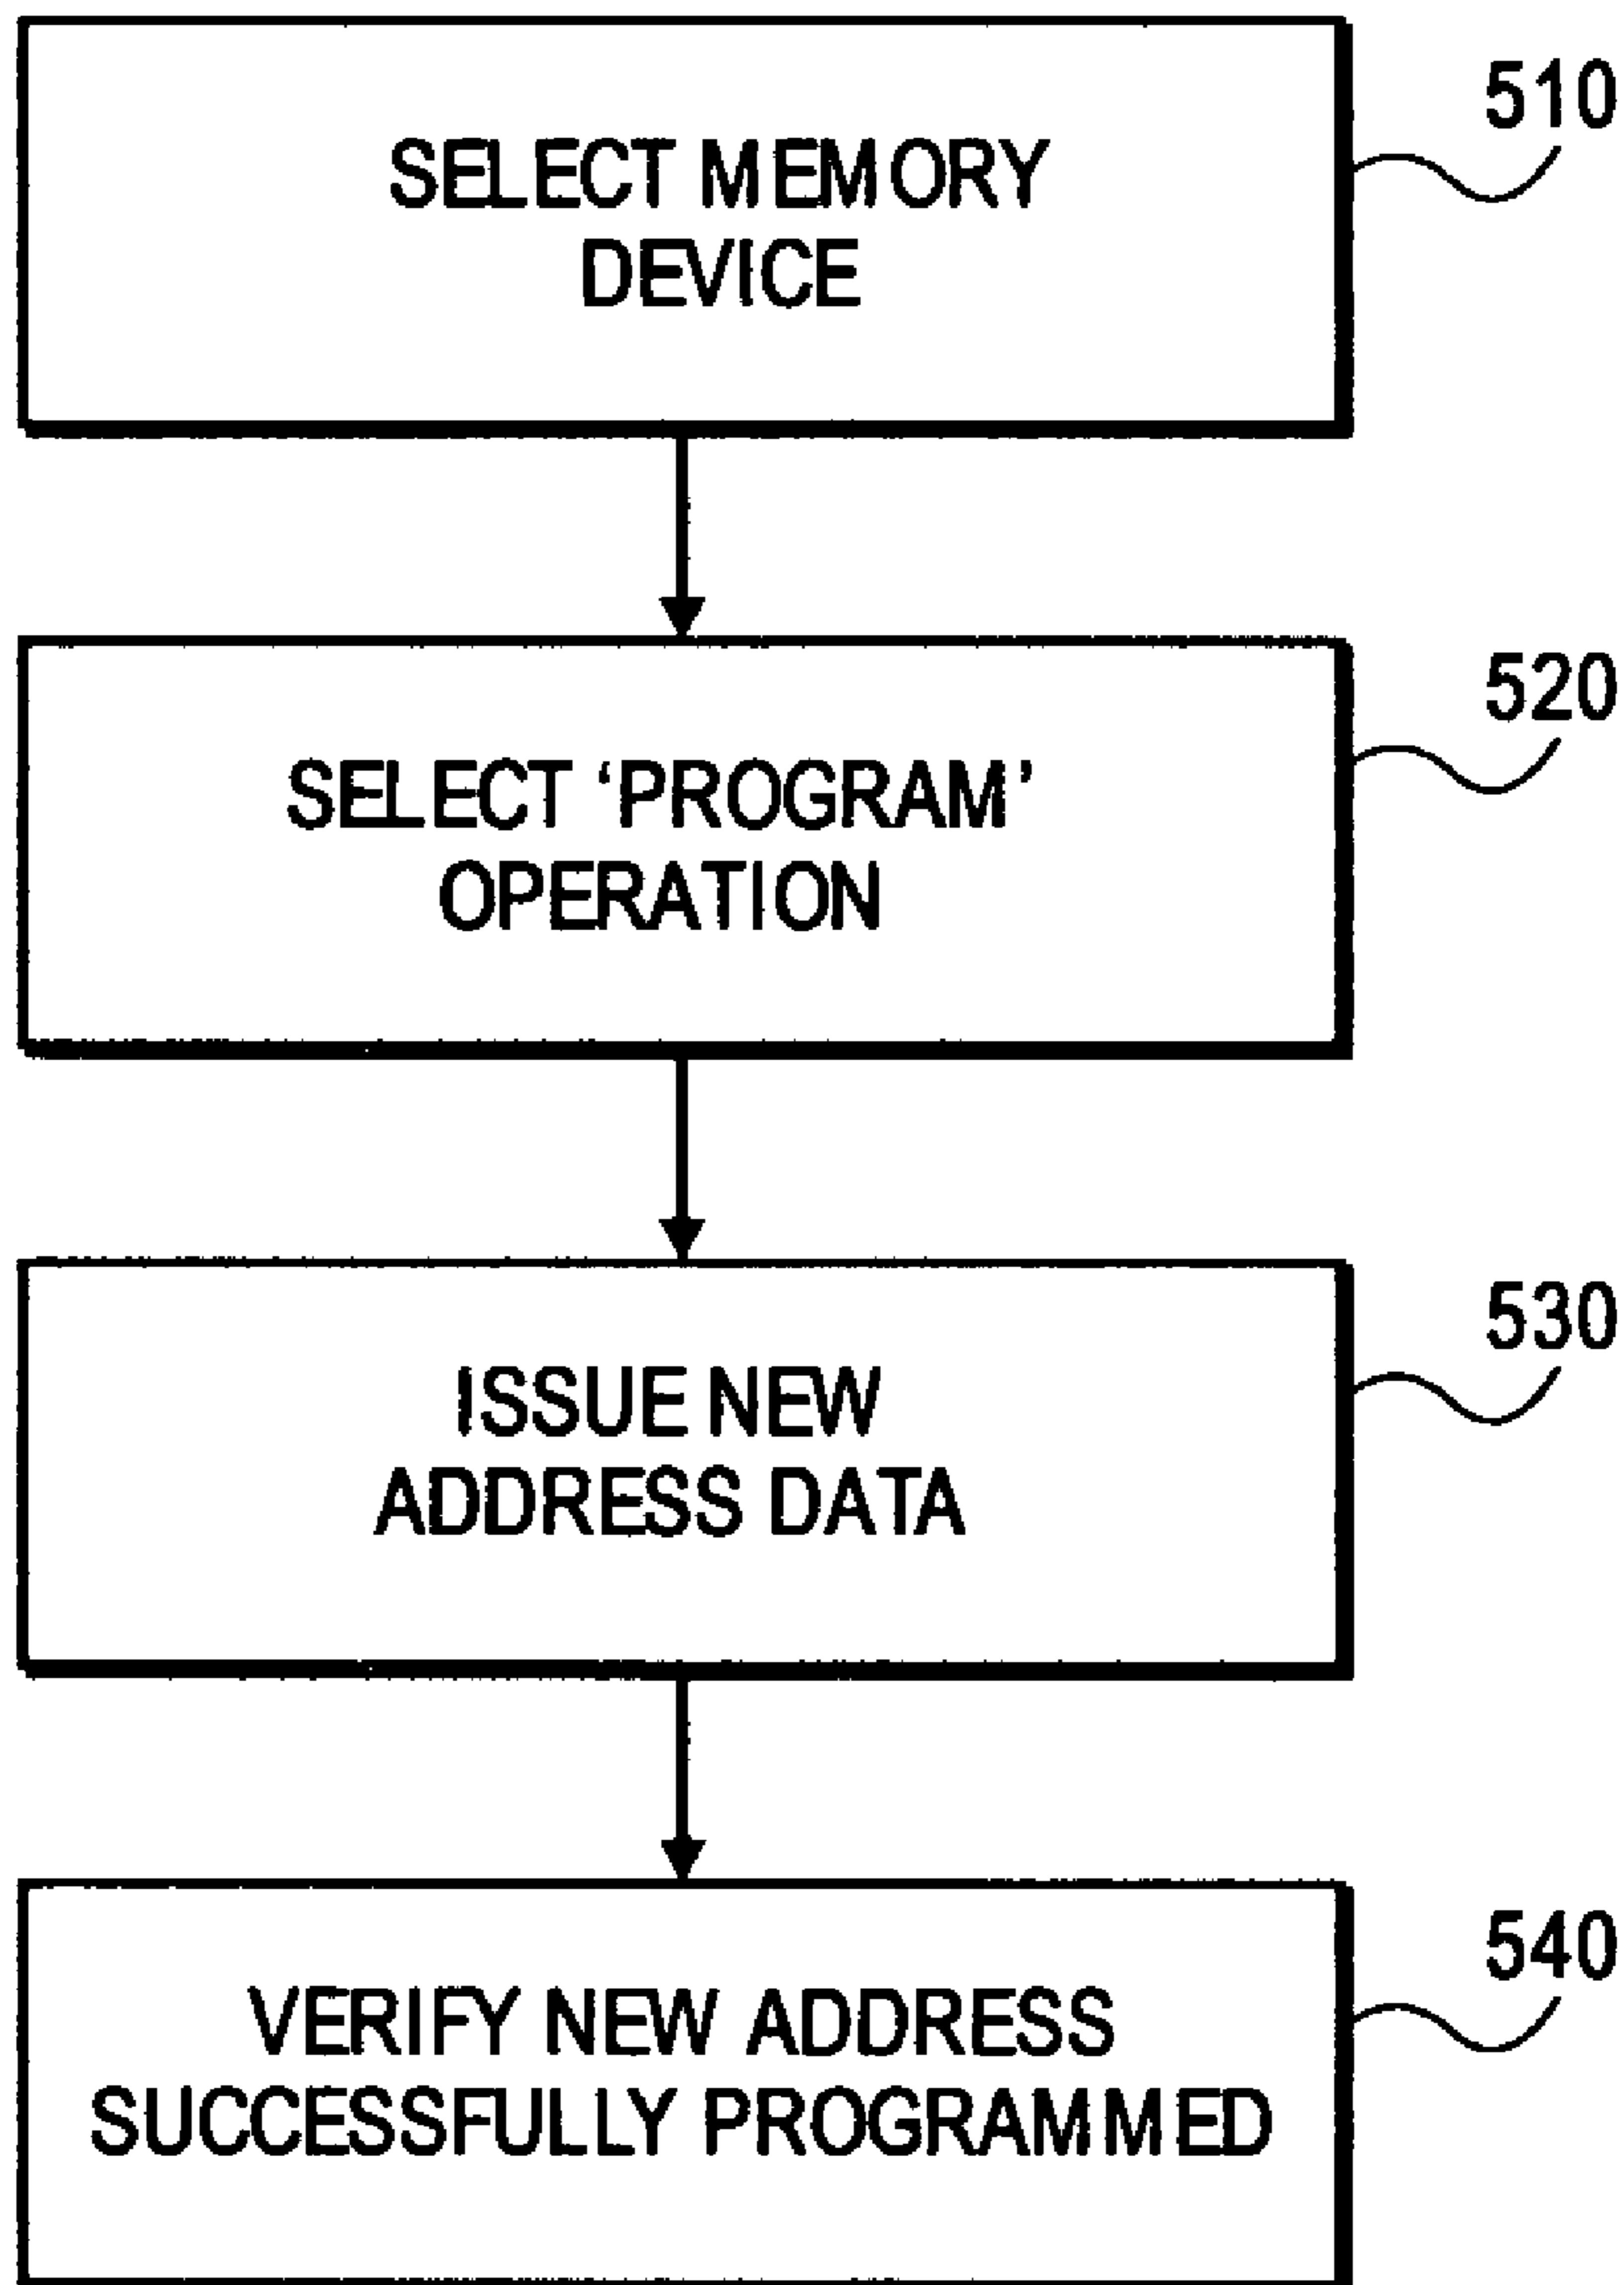 510
SELECT MEMORY
DEVICE
520
SELECT ‘PROGRAM’
OPERATION
530
ISSUE NEW
ADDRESS DATA
540
VERIFY NEW ADDRESS
SUCCESSFULLY PROGRAMMED